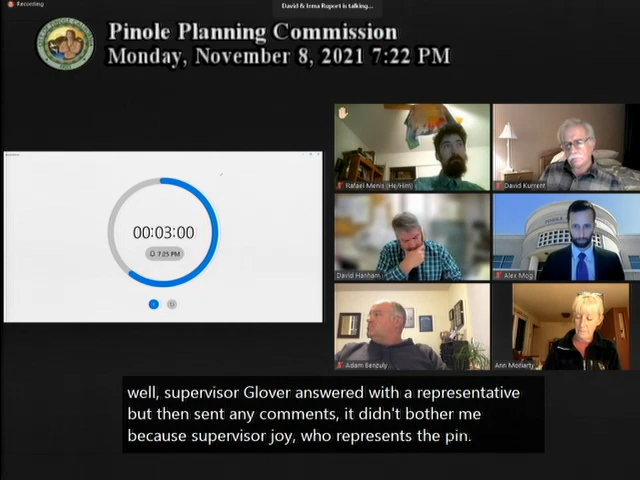 Recording
David & Irma Ruport is talking...
Pinole Planning Commission
Monday, November 8, 2021 7:22 PM
00:03:00
7:25 PM
Rafael Menis (He/Him)
David Kurrent
David Hanham
Alex Mog
Adam Benzuly
Ann Moriarty
well, supervisor Glover answered with a representative
but then sent any comments, it didn't bother me
because supervisor joy, who represents the pin.